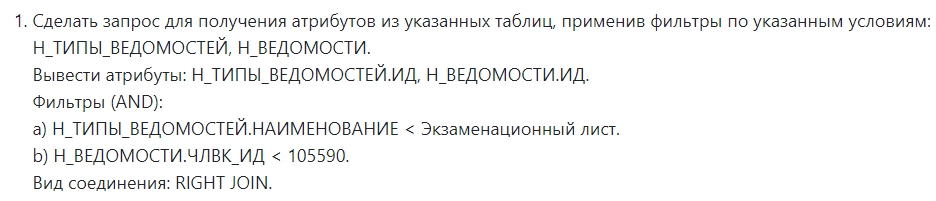 1. Сделать запрос для получения атрибутов из указанных таблиц, применив фильтры по указанным условиям:
Н_ТИПЫ_ВЕДОМОСТЕЙ, Н_ВЕДОМОСТИ.
Вывести атрибуты: Н_ТИПЫ_ВЕДОМОСТЕЙ.ИД, Н_ВЕДОМОСТИ.ИД.
Фильтры (AND):
a) Н_ТИПЫ_ВЕДОМОСТЕЙ.НАИМЕНОВАНИЕ < Экзаменационный лист.
b) Н_ВЕДОМОСТИ.ЧЛВК_ИД < 105590.
Вид соединения: RIGHT JOIN.